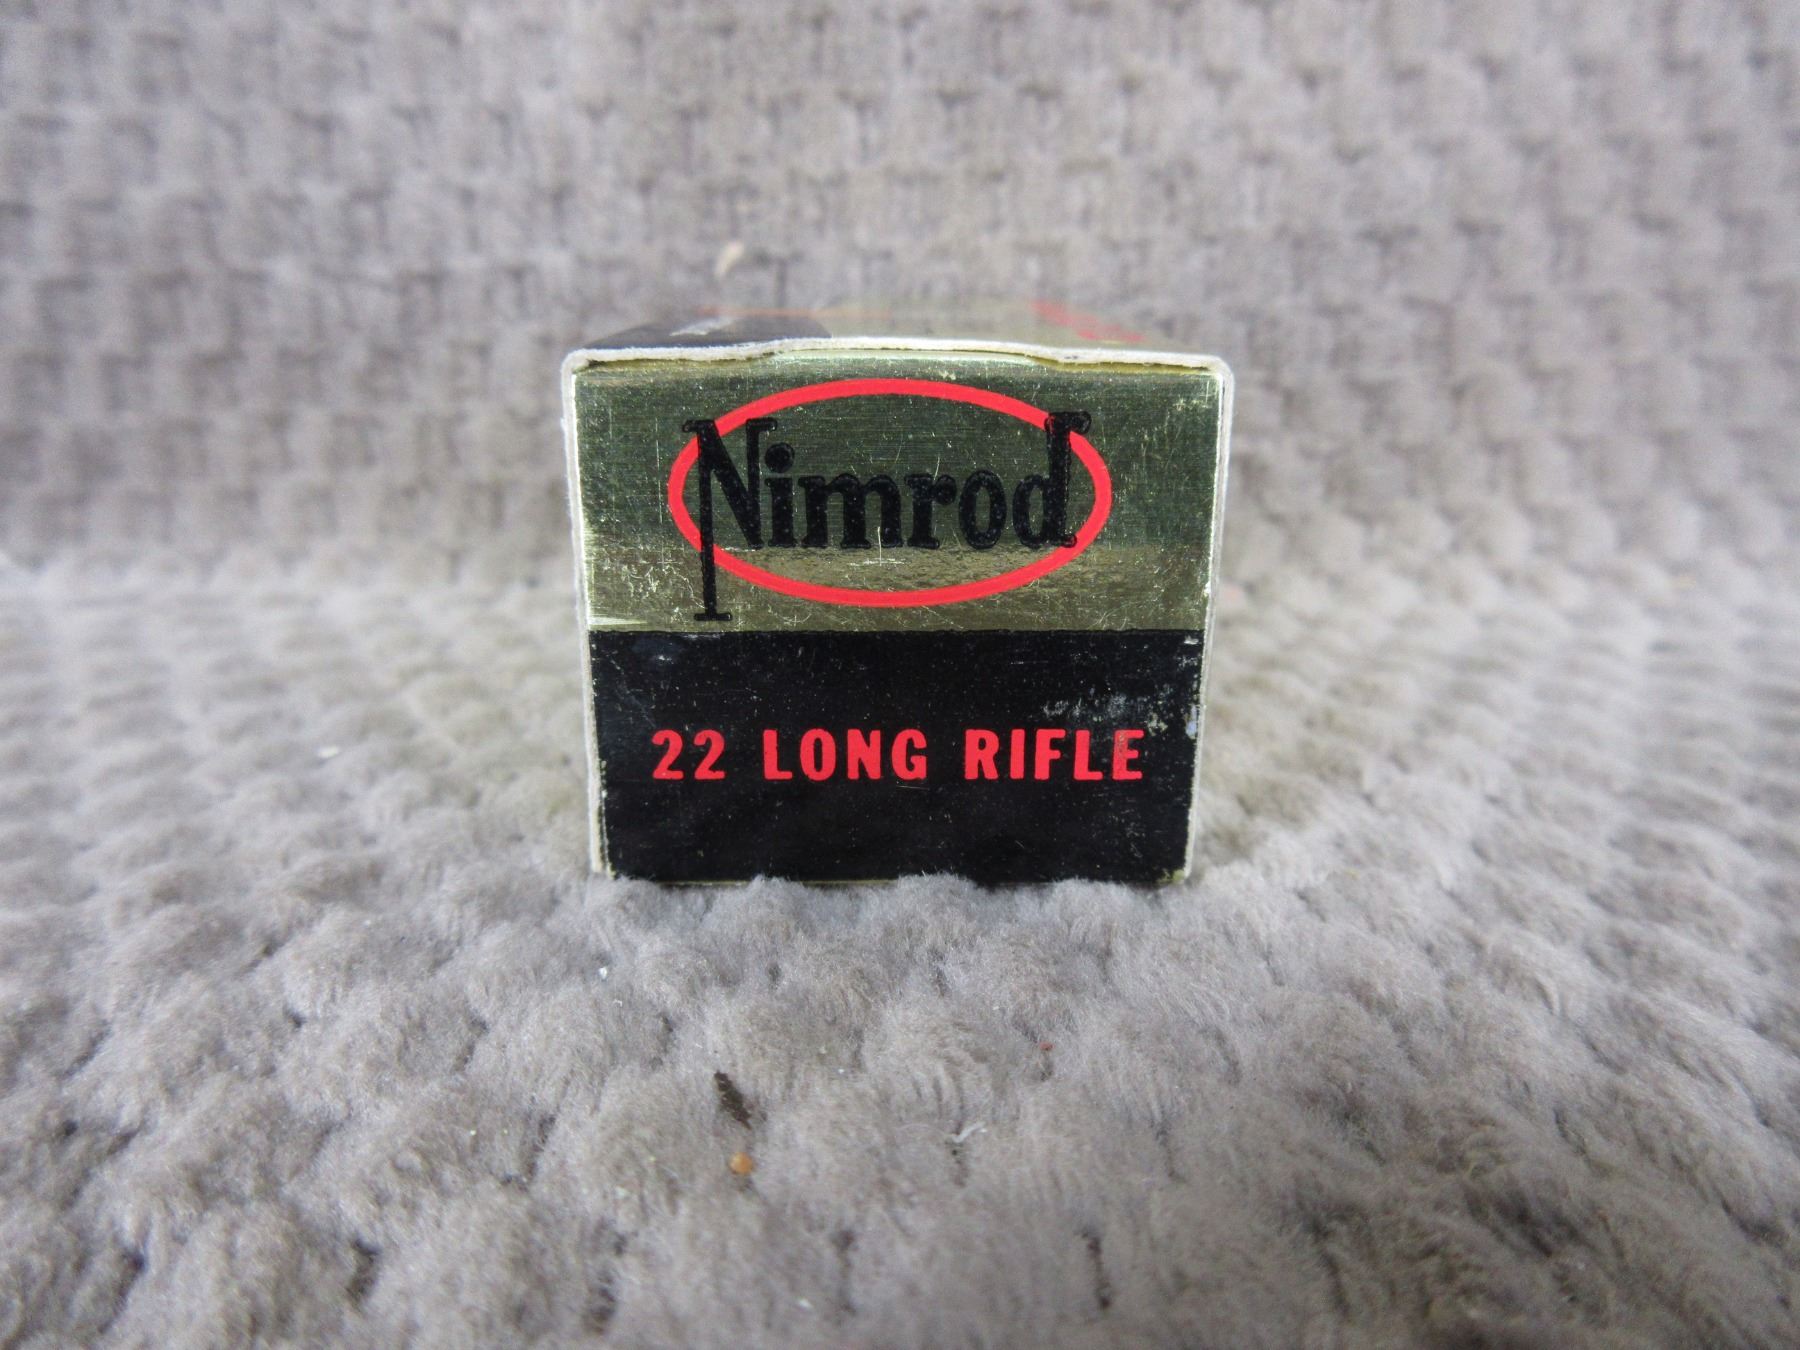 Nimrod
22 LONG RIFLE